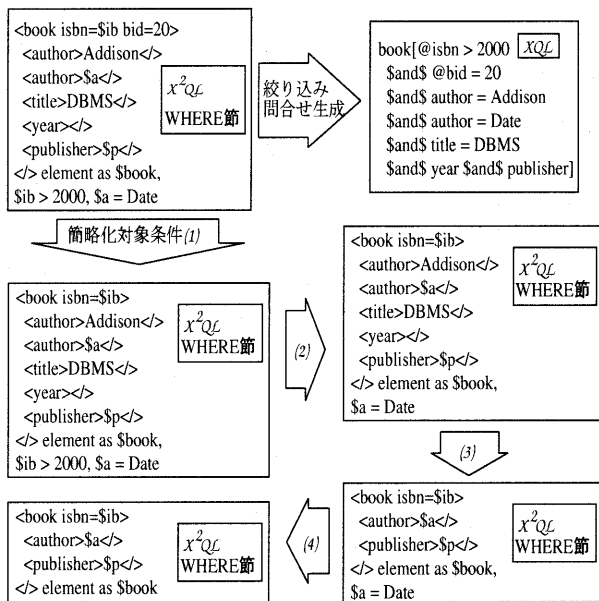 <book isbn=$ib bid=20>
<author>Addison</>
<author>$a</>
<title>DBMS</>
<year></>
<publisher>$p</>
</> element as $book,
$ib > 2000, $a = Date
X²QL
WHERE節
絞り込み
問合せ生成
book[@isbn > 2000
XQL
$and$ @bid = 20
$and$ author = Addison
$and$ author = Date
$and$ title = DBMS
$and$ year $and$ publisher]
簡略化対象条件(1)
<book isbn=$ib>
<author>Addison</>
<author>$a</>
<title>DBMS</>
<year></>
<publisher>$p</>
</> element as $book,
$ib > 2000, $a = Date
X²QL
WHERE節
(2)
<book isbn=$ib>
<author>Addison</>
<author>$a</>
<title>DBMS</>
<year></>
<publisher>$p</>
</> element as $book,
$a = Date
X²QL
WHERE節
(3)
<book isbn=$ib>
<author>$a</>
<publisher>$p</>
</> element as $book,
$a = Date
X²QL
WHERE節
(4)
<book isbn=$ib>
<author>$a</>
<publisher>$p</>
</> element as $book
X²QL
WHERE節